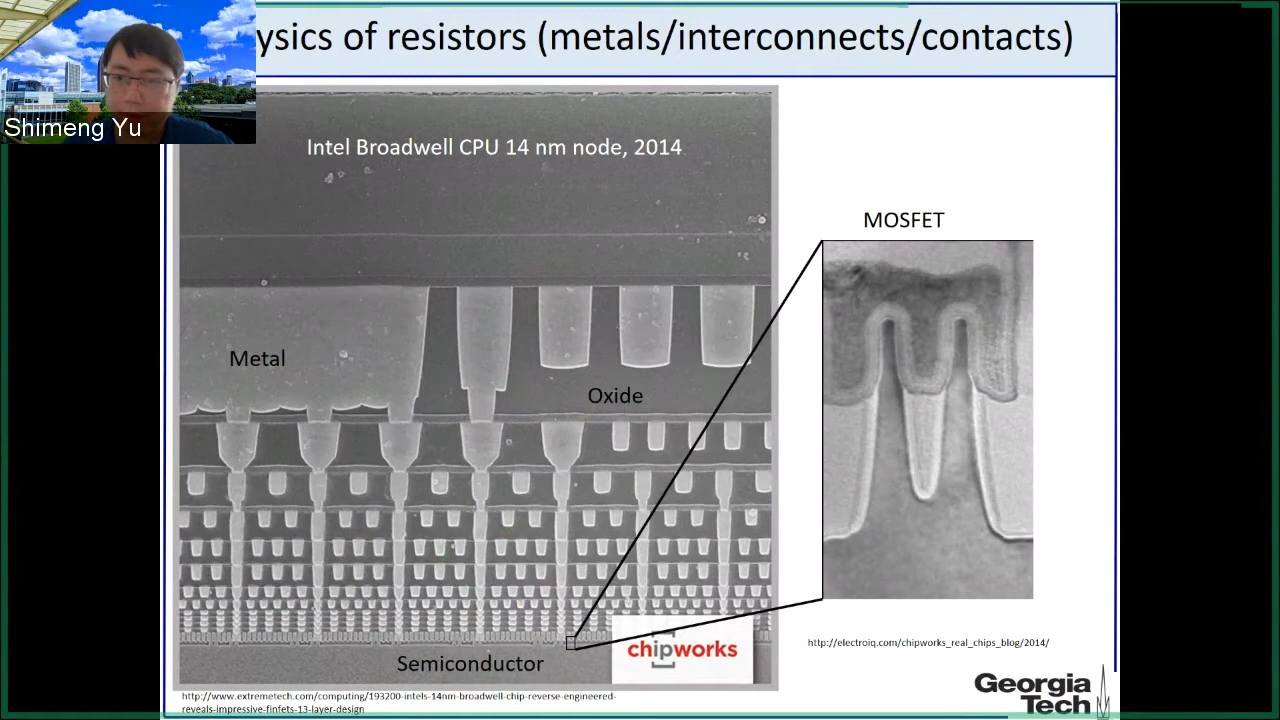 ysics of resistors (metals/interconnects/contacts)
Shimeng Yu
Intel Broadwell CPU 14 nm node, 2014
MOSFET
Metal
Oxide
Semiconductor
chipworks
http://electroiq.com/chipworks_real_chips_blog/2014/
http://www.extremetech.com/computing/193200-intels-14nm-broadwell-chip-reverse-engineered-
reveals-impressive-finfets-13-layer-design
Georgia
Tech